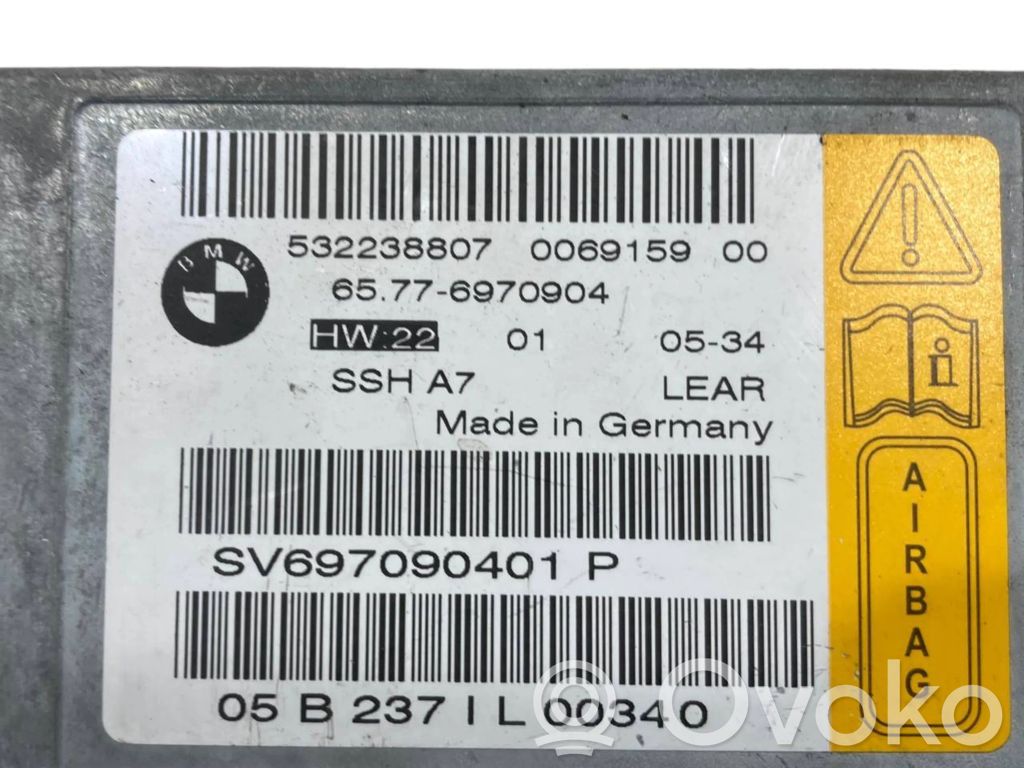 532238807 0069159 00
BMW
65.77-6970904
HW:22 01 05-34
SSH A7 LEAR
Made in Germany
SV697090401 P
05 B 237 I L 00340
i
AIRBAG
Ovoko